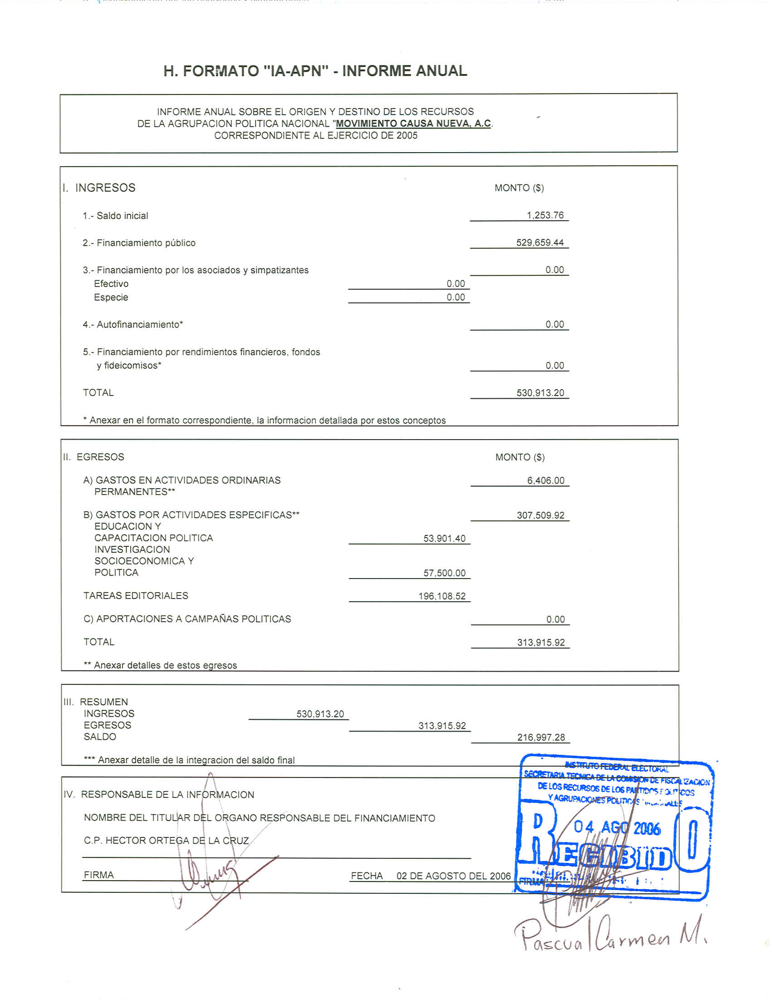 H. FORMATO "IA-APN" - INFORME ANUAL
INFORME ANUAL SOBRE EL ORIGEN Y DESTINO DE LOS RECURSOS
DE LA AGRUPACION POLITICA NACIONAL "MOVIMIENTO CAUSA NUEVA, A.C.
CORRESPONDIENTE AL EJERCICIO DE 2005
I. INGRESOS MONTO ($)
1.- Saldo inicial 1,253.76
2.- Financiamiento público 529,659.44
3.- Financiamiento por los asociados y simpatizantes 0.00
Efectivo 0.00
Especie 0.00
4.- Autofinanciamiento* 0.00
5.- Financiamiento por rendimientos financieros, fondos
y fideicomisos* 0.00
TOTAL 530,913.20
* Anexar en el formato correspondiente, la informacion detallada por estos conceptos
II. EGRESOS MONTO ($)
A) GASTOS EN ACTIVIDADES ORDINARIAS 6,406.00
PERMANENTES**
B) GASTOS POR ACTIVIDADES ESPECIFICAS** 307,509.92
EDUCACION Y
CAPACITACION POLITICA 53,901.40
INVESTIGACION
SOCIOECONOMICA Y
POLITICA 57,500.00
TAREAS EDITORIALES 196,108.52
C) APORTACIONES A CAMPAÑAS POLITICAS 0.00
TOTAL 313,915.92
** Anexar detalles de estos egresos
III. RESUMEN
INGRESOS 530,913.20
EGRESOS 313,915.92
SALDO 216,997.28
*** Anexar detalle de la integracion del saldo final
IV. RESPONSABLE DE LA INFORMACION
NOMBRE DEL TITULAR DEL ORGANO RESPONSABLE DEL FINANCIAMIENTO
C.P. HECTOR ORTEGA DE LA CRUZ
FIRMA FECHA 02 DE AGOSTO DEL 2006
INSTITUTO FEDERAL ELECTORAL
SECRETARIA TECNICA DE LA COMISION DE FISCALIZACION
DE LOS RECURSOS DE LOS PARTIDOS POLITICOS
Y AGRUPACIONES POLITICAS NACIONALES
04 AGO 2006
RECIBIDO
FIRMA
Pascual Carmen M.